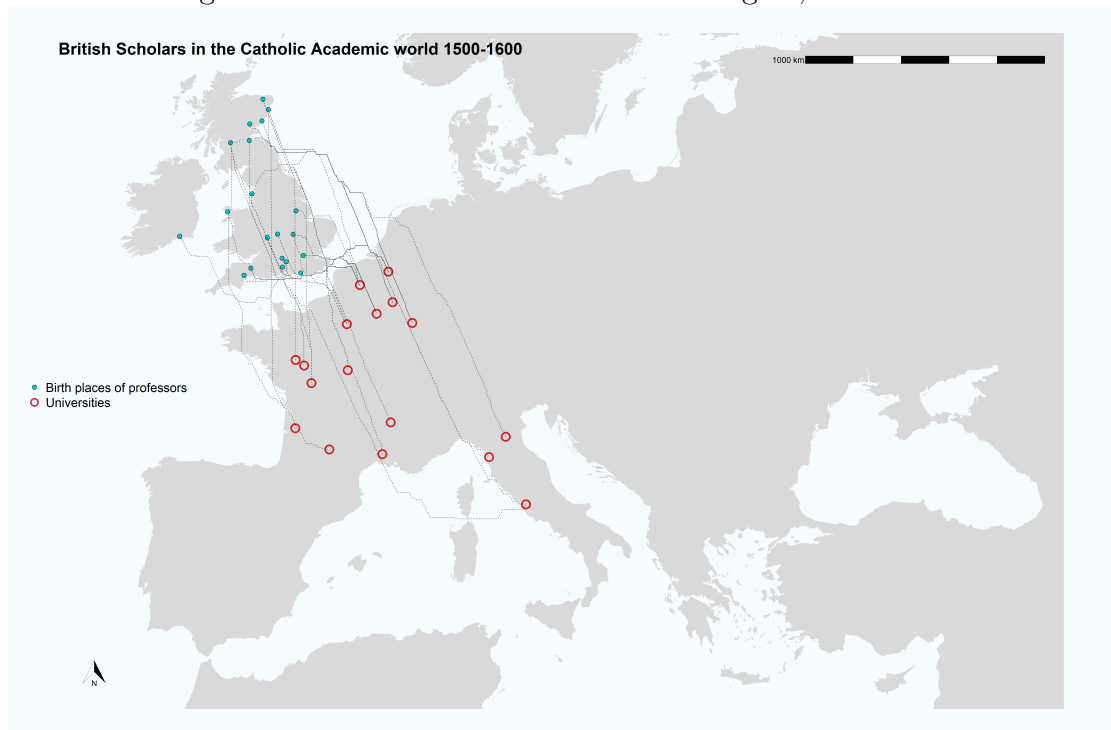 British Scholars in the Catholic Academic world 1500-1600
1000 km
Birth places of professors
Universities
N